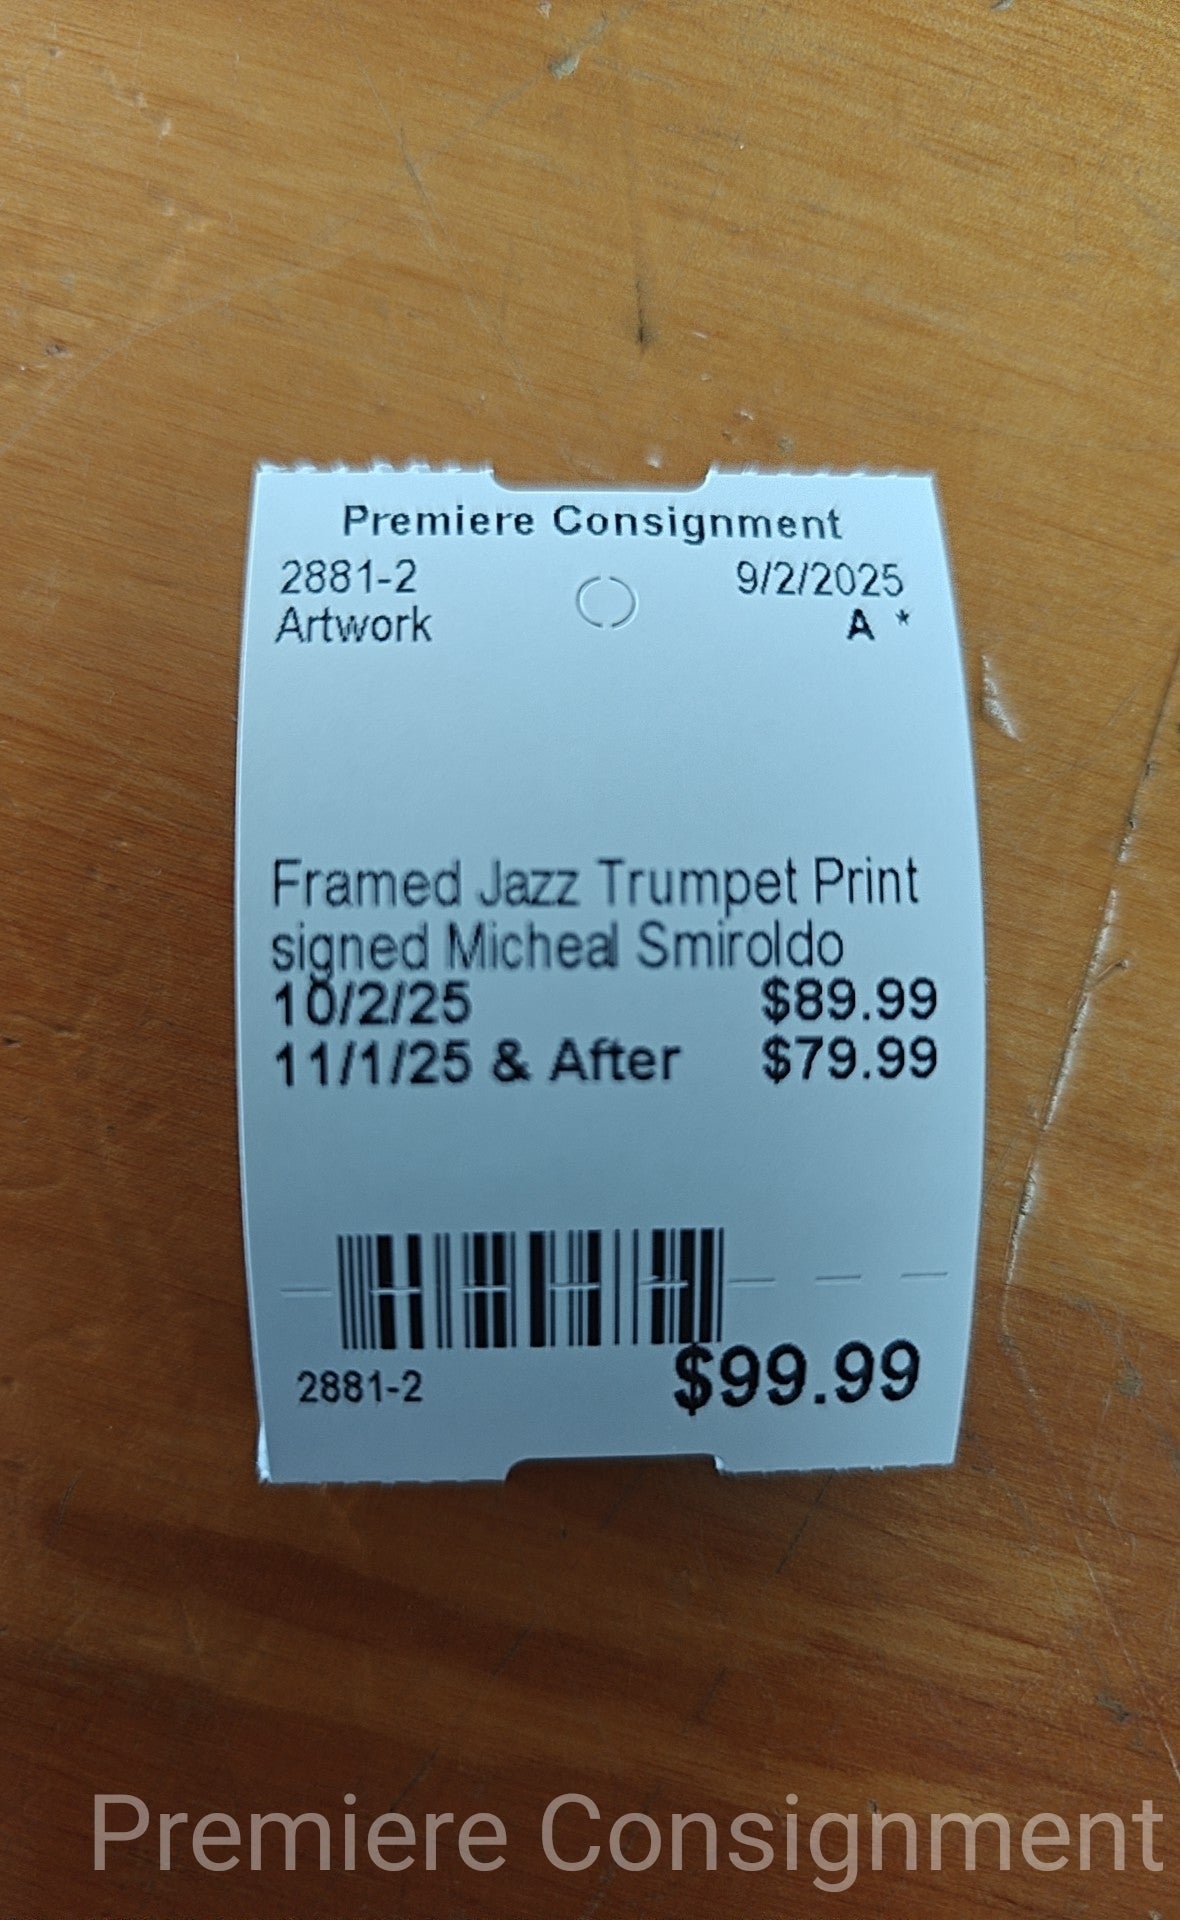 Premiere Consignment
2881-2 9/2/2025
Artwork A *
Framed Jazz Trumpet Print
signed Micheal Smiroldo
10/2/25 $89.99
11/1/25 & After $79.99
2881-2 $99.99
Premiere Consignment